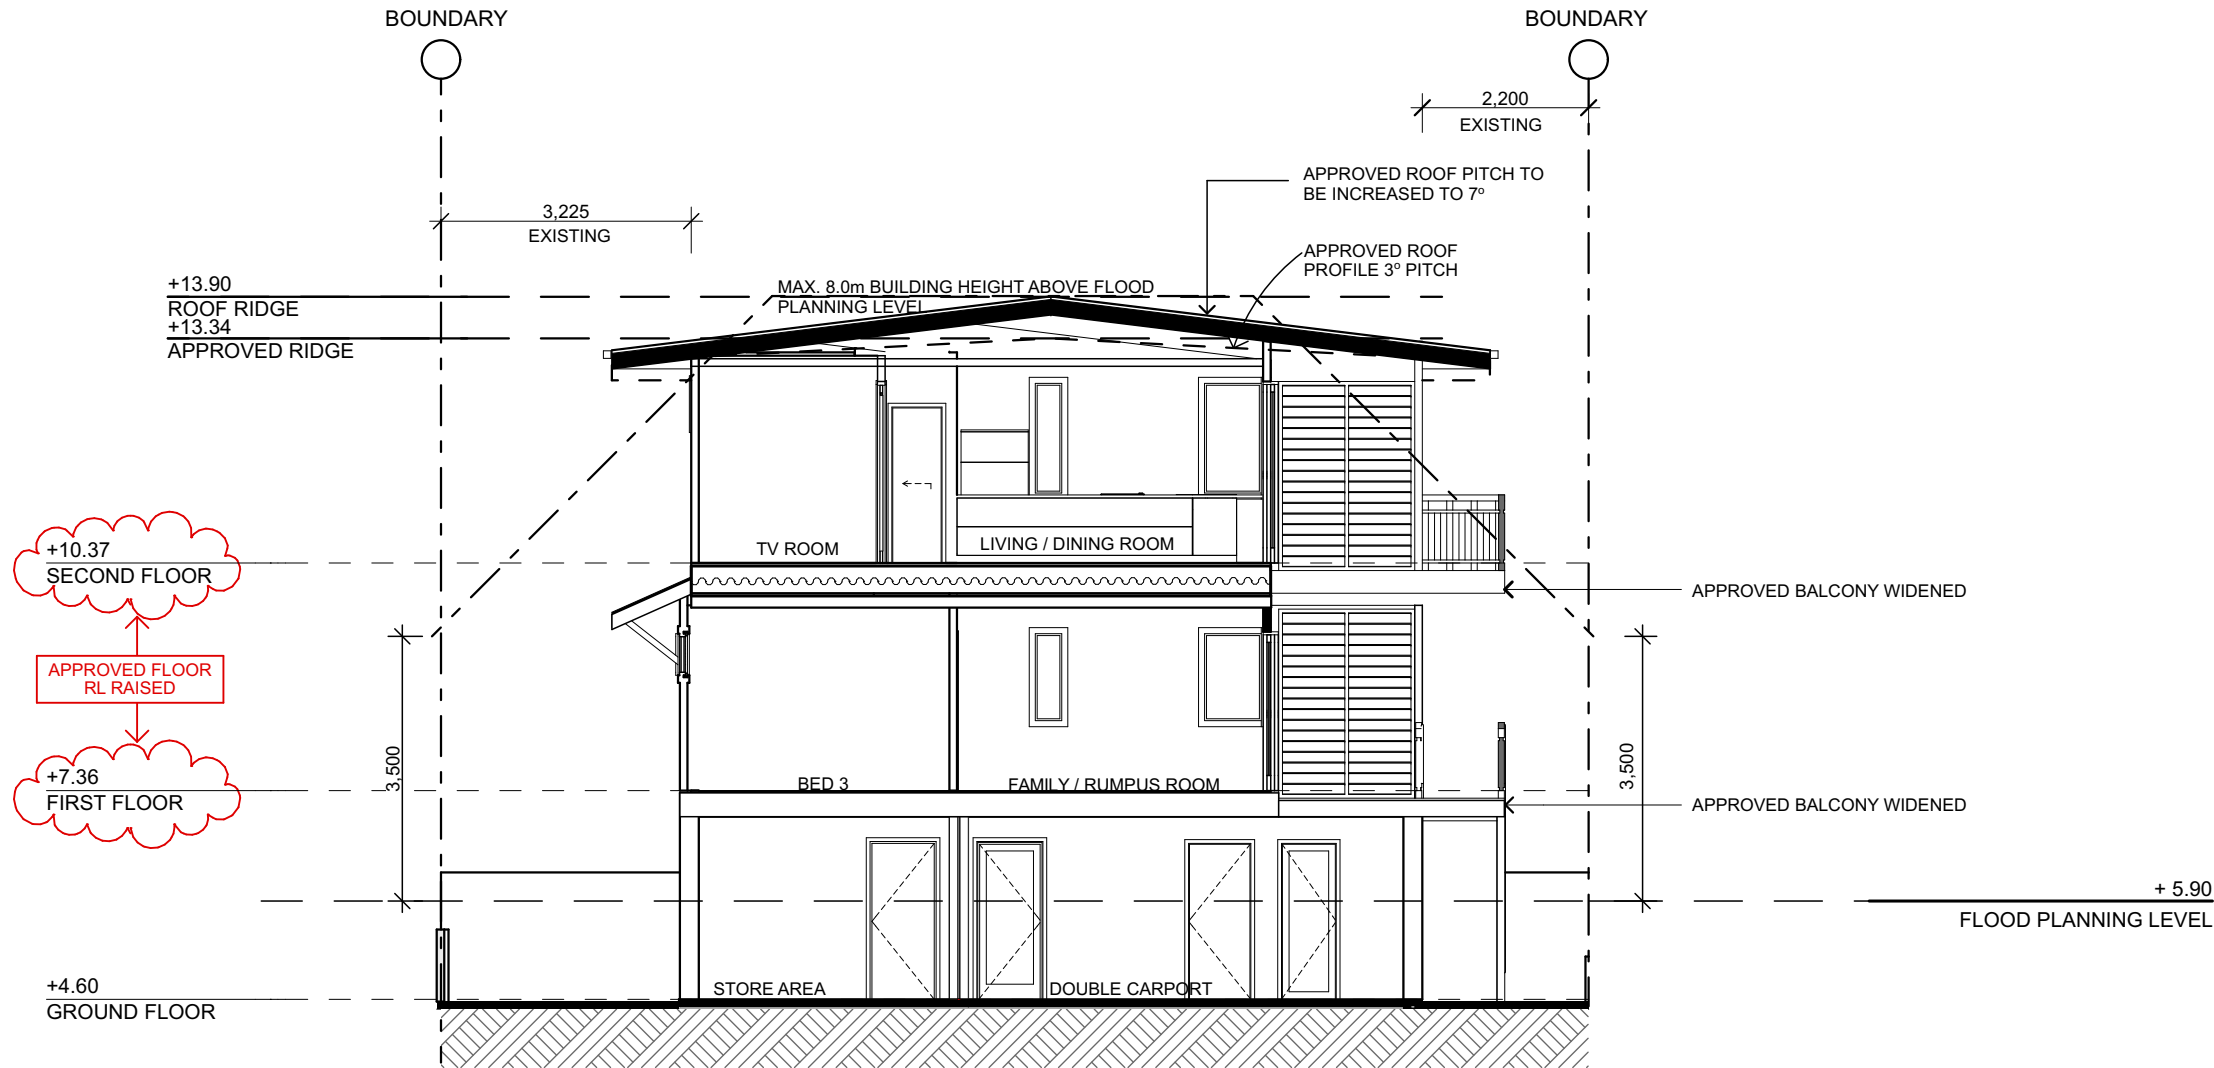 BOUNDARY
BOUNDARY
2,200
EXISTING
APPROVED ROOF PITCH TO
BE INCREASED TO 7º
3,225
EXISTING
APPROVED ROOF
PROFILE 3º PITCH
+13.90
ROOF RIDGE
MAX. 8.0m BUILDING HEIGHT ABOVE FLOOD
PLANNING LEVEL
+13.34
APPROVED RIDGE
+10.37
SECOND FLOOR
TV ROOM
LIVING / DINING ROOM
APPROVED BALCONY WIDENED
APPROVED FLOOR
RL RAISED
3,500
3,500
+7.36
FIRST FLOOR
BED 3
FAMILY / RUMPUS ROOM
APPROVED BALCONY WIDENED
+ 5.90
FLOOD PLANNING LEVEL
+4.60
GROUND FLOOR
STORE AREA
DOUBLE CARPORT